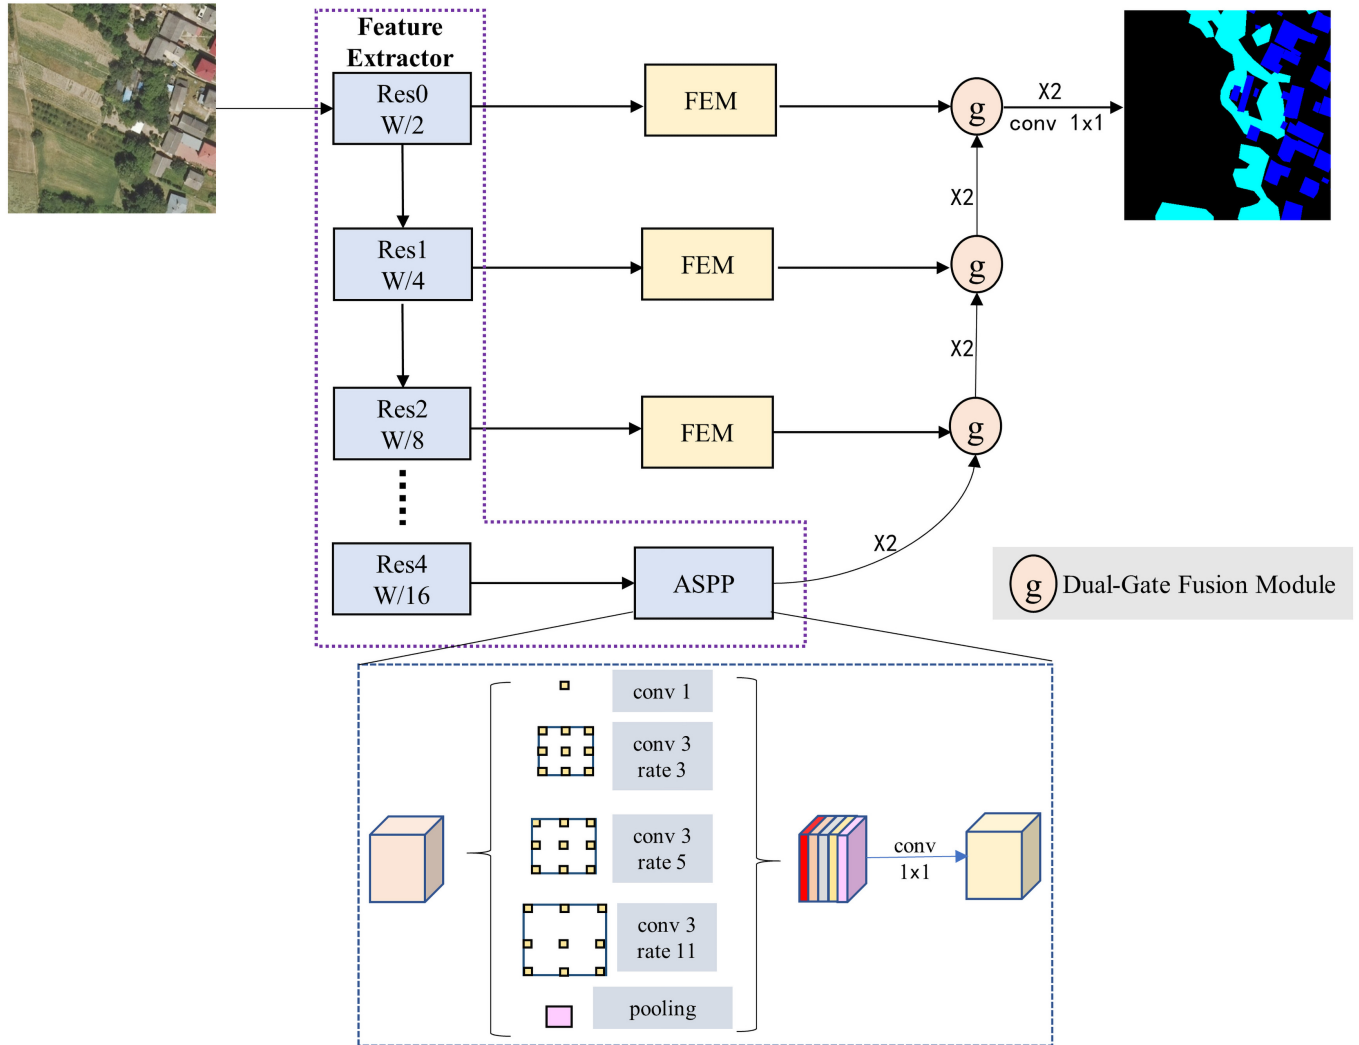 Feature
Extractor
Res0
W/2
FEM
g
X2
conv 1x1
X2
Res1
W/4
FEM
g
X2
Res2
W/8
FEM
g
X2
Res4
W/16
ASPP
g Dual-Gate Fusion Module
conv 1
conv 3
rate 3
conv 3
rate 5
conv
1x1
conv 3
rate 11
pooling